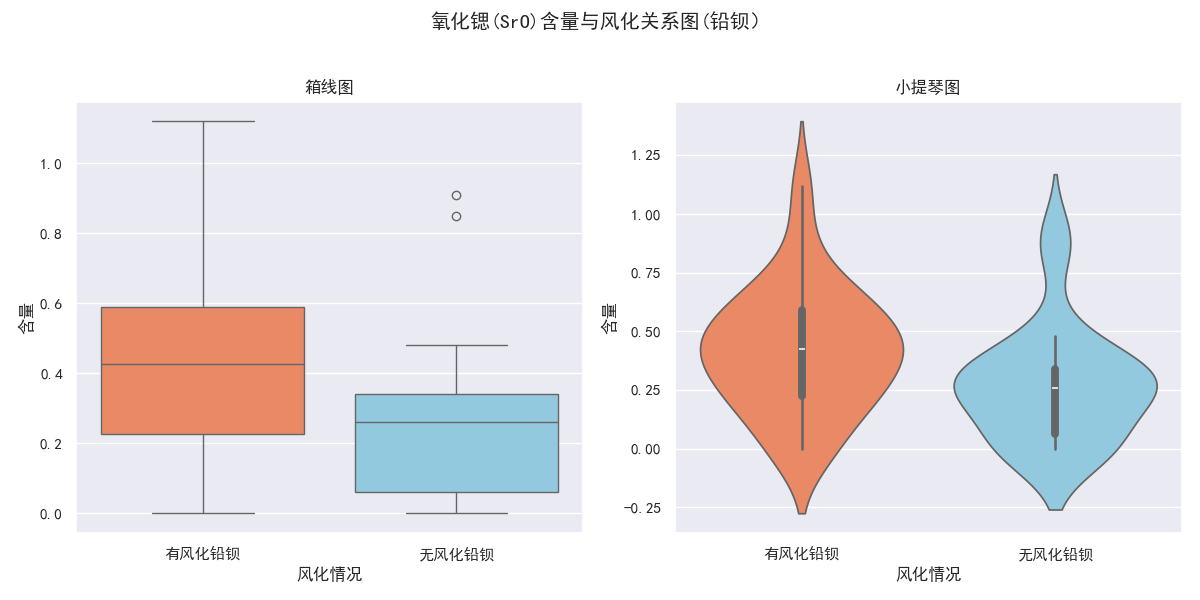 氧化锶(SrO)含量与风化关系图(铅钡）
箱线图
含量
1.0
0.8
0.6
0.4
0.2
0.0
有风化铅钡
无风化铅钡
风化情况
小提琴图
含量
1.25
1.00
0.75
0.50
0.25
0.00
−0.25
有风化铅钡
无风化铅钡
风化情况